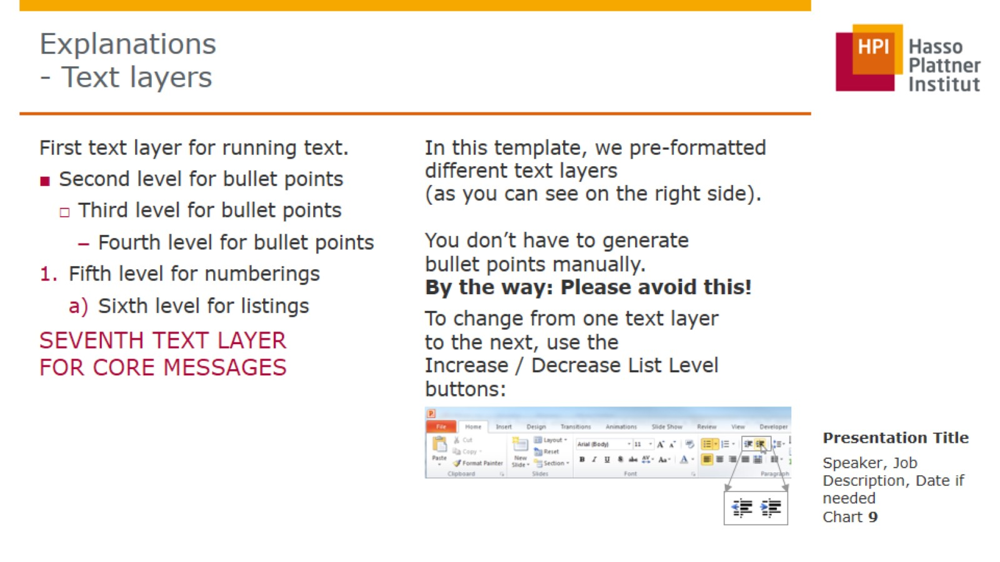 Explanations
- Text layers
HPI
Hasso
Plattner
Institut
First text layer for running text.
■ Second level for bullet points
□ Third level for bullet points
– Fourth level for bullet points
1. Fifth level for numberings
a) Sixth level for listings
SEVENTH TEXT LAYER
FOR CORE MESSAGES
In this template, we pre-formatted
different text layers
(as you can see on the right side).
You don’t have to generate
bullet points manually.
By the way: Please avoid this!
To change from one text layer
to the next, use the
Increase / Decrease List Level
buttons:
P
File Home Insert Design Transitions Animations Slide Show Review View Developer
Paste
Cut
Copy
Format Painter
Clipboard
New
Slide
Layout
Reset
Section
Slides
Arial (Body) 11 A A
B I U S abc AV Aa A
Font
Paragraph
Presentation Title
Speaker, Job
Description, Date if
needed
Chart 9